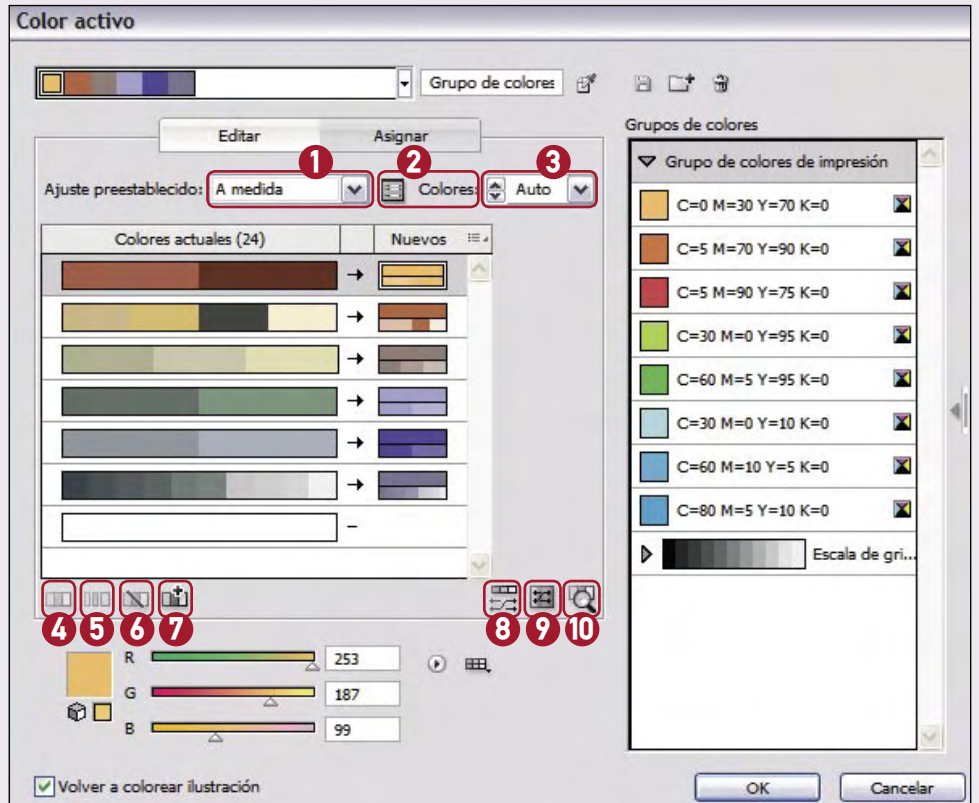 Color activo
Grupo de colores
Editar
Asignar
Grupos de colores
1
2
3
Ajuste preestablecido:
A medida
Colores:
Auto
Grupo de colores de impresión
C=0 M=30 Y=70 K=0
Colores actuales (24)
Nuevos
C=5 M=70 Y=90 K=0
C=5 M=90 Y=75 K=0
C=30 M=0 Y=95 K=0
C=60 M=5 Y=95 K=0
C=30 M=0 Y=10 K=0
C=60 M=10 Y=5 K=0
C=80 M=5 Y=10 K=0
Escala de gri...
4
5
6
7
8
9
10
R
253
G
187
B
99
Volver a colorear ilustración
OK
Cancelar